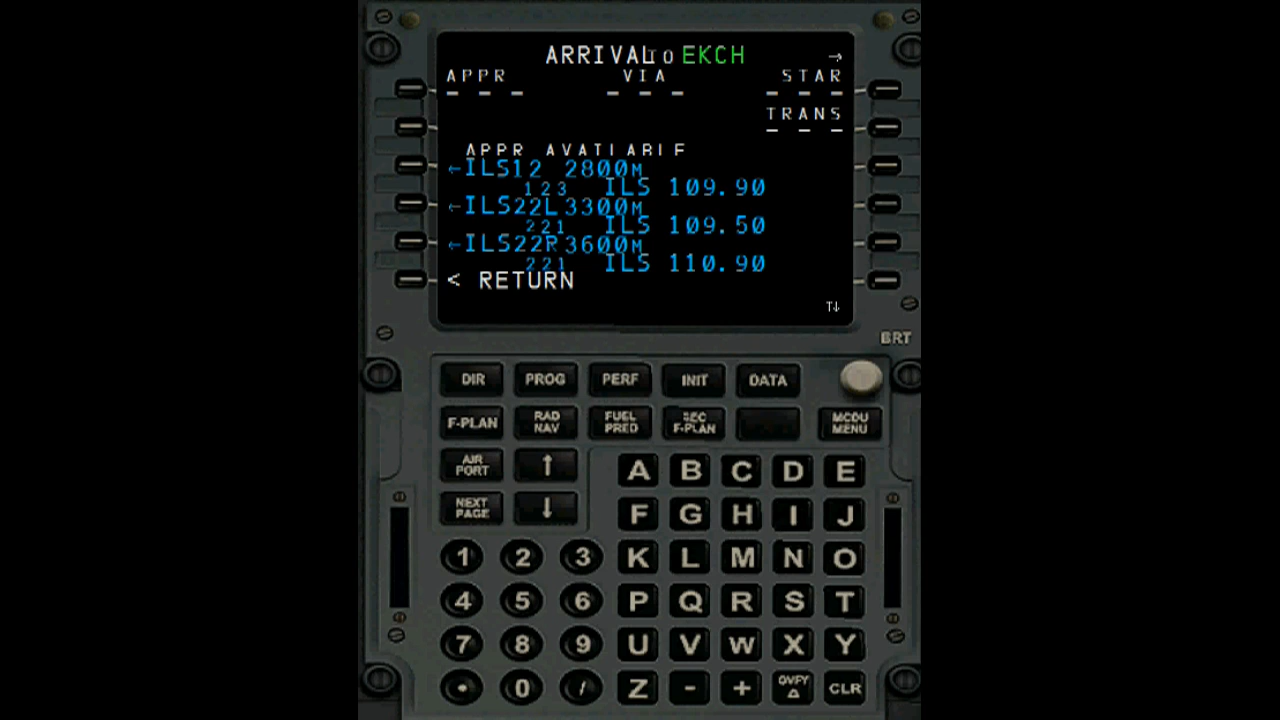 ARRIVAL TO EKCH →
APPR VIA STAR
--- --- ---
TRANS
---
APPR AVAILABLE
←ILS12 2800M
123 ILS 109.90
←ILS22L3300M
221 ILS 109.50
←ILS22R3600M
221 ILS 110.90
< RETURN
T↓
BRT
DIR PROG PERF INIT DATA
F-PLAN RAD NAV FUEL PRED SEC F-PLAN MCDU MENU
AIR PORT ↑
NEXT PAGE ↓
A B C D E
F G H I J
1 2 3 K L M N O
4 5 6 P Q R S T
7 8 9 U V W X Y
. 0 / Z - + OVFY Δ CLR